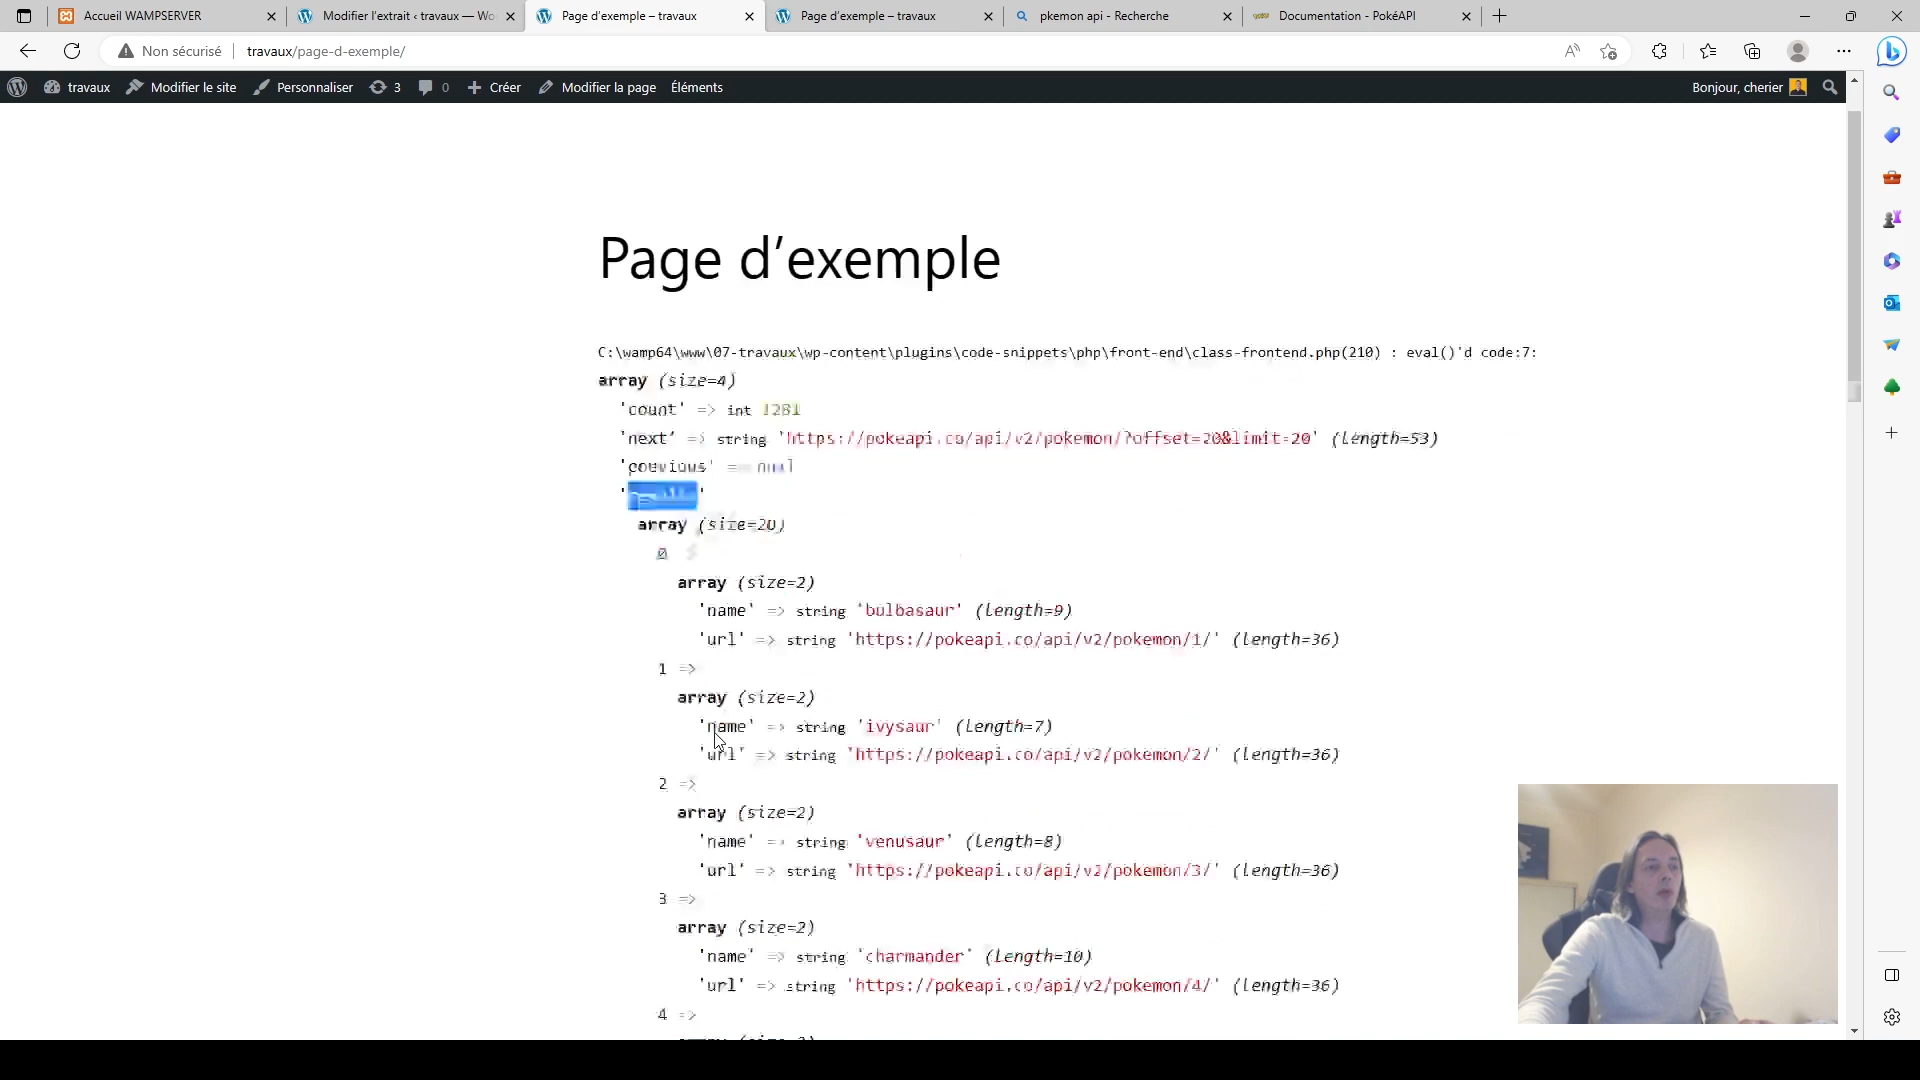 Accueil WAMPSERVER
Modifier l'extrait ‹ travaux — Wo
Page d'exemple – travaux
Page d'exemple – travaux
pkemon api - Recherche
Documentation - PokéAPI
Non sécurisé
travaux/page-d-exemple/
travaux
Modifier le site
Personnaliser
3
0
Créer
Modifier la page
Éléments
Bonjour, cherier
Page d'exemple
C:\wamp64\www\07-travaux\wp-content\plugins\code-snippets\php\front-end\class-frontend.php(210) : eval()'d code:7:
array (size=4)
'count' => int 1281
'next' => string 'https://pokeapi.co/api/v2/pokemon/?offset=20&limit=20' (length=53)
'previous' => null
array (size=20)
0
array (size=2)
'name' => string 'bulbasaur' (length=9)
'url' => string 'https://pokeapi.co/api/v2/pokemon/1/' (length=36)
1 =>
array (size=2)
'name' => string 'ivysaur' (length=7)
'url' => string 'https://pokeapi.co/api/v2/pokemon/2/' (length=36)
2 =>
array (size=2)
'name' => string 'venusaur' (length=8)
'url' => string 'https://pokeapi.co/api/v2/pokemon/3/' (length=36)
3 =>
array (size=2)
'name' => string 'charmander' (length=10)
'url' => string 'https://pokeapi.co/api/v2/pokemon/4/' (length=36)
4 =>